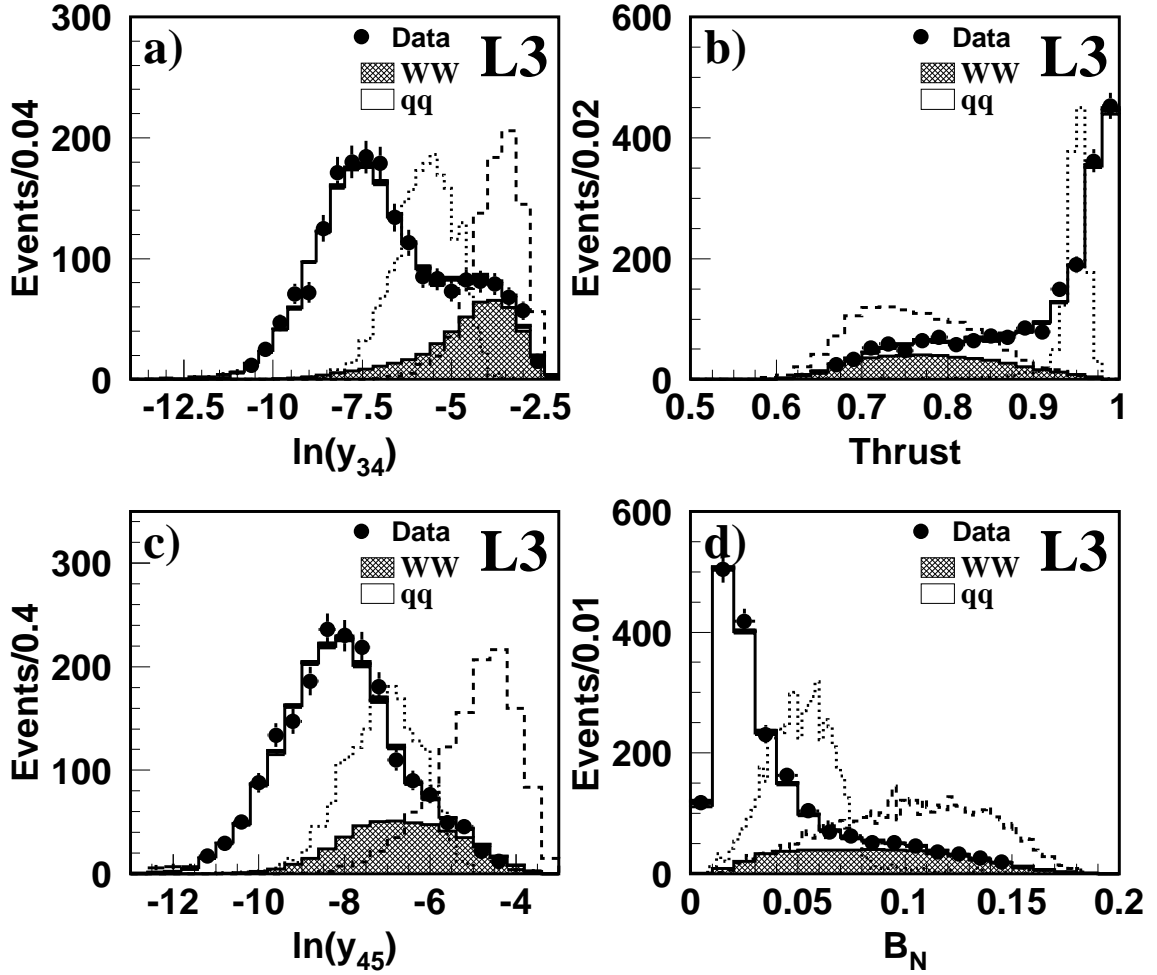 a)
Data
WW
qq
L3
300
200
100
0
Events/0.04
-12.5 -10 -7.5 -5 -2.5
ln(y34)
b)
Data
WW
qq
L3
600
400
200
0
Events/0.02
0.5 0.6 0.7 0.8 0.9 1
Thrust
c)
Data
WW
qq
L3
300
200
100
0
Events/0.4
-12 -10 -8 -6 -4
ln(y45)
d)
Data
WW
qq
L3
600
400
200
0
Events/0.01
0 0.05 0.1 0.15 0.2
BN